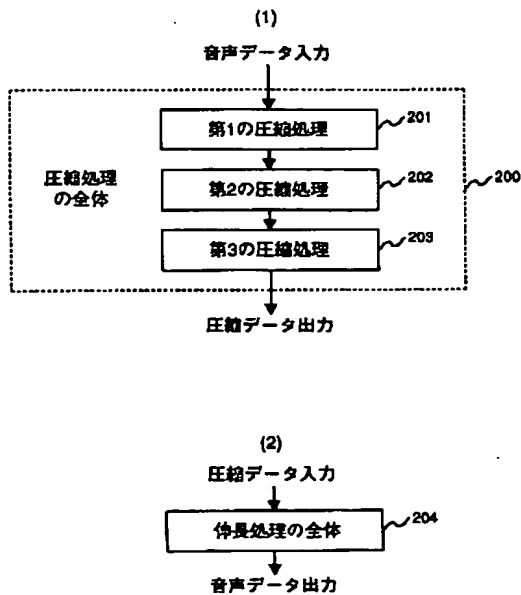 (1)
音声データ入力
第1の圧縮処理
201
圧縮処理
の全体
第2の圧縮処理
202
200
第3の圧縮処理
203
圧縮データ出力
(2)
圧縮データ入力
伸長処理の全体
204
音声データ出力